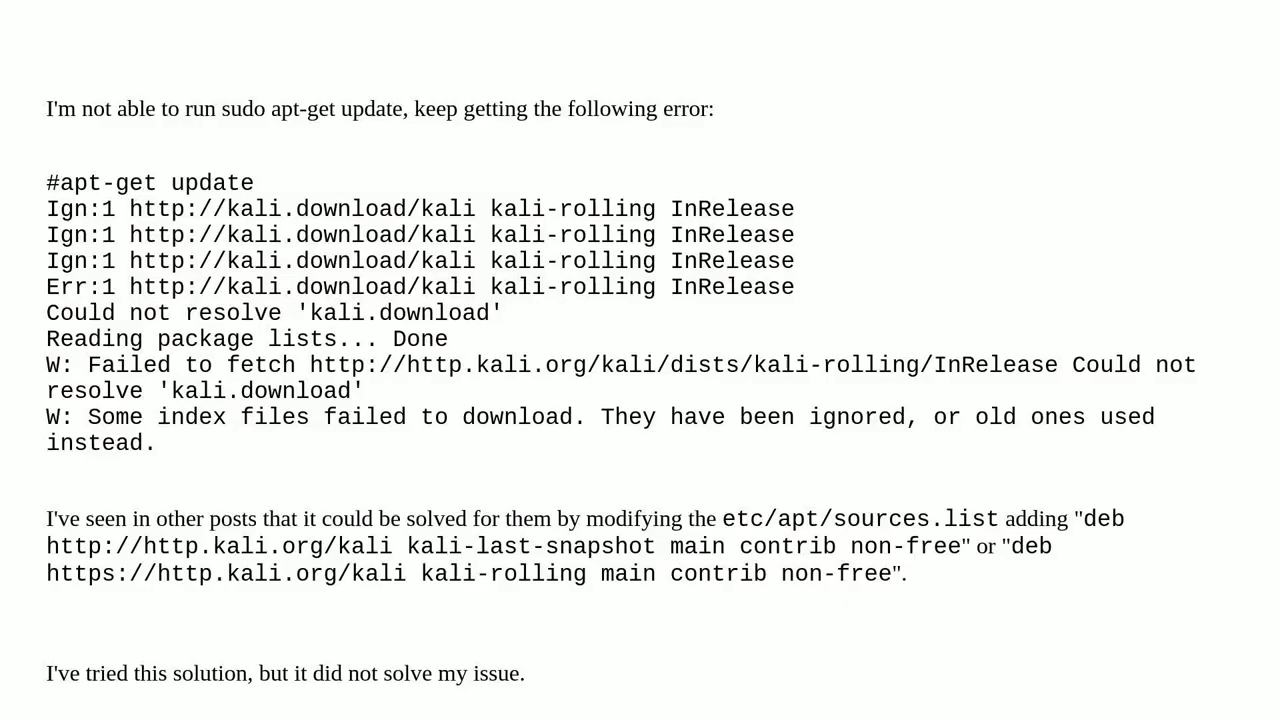 I'm not able to run sudo apt-get update, keep getting the following error:
#apt-get update
Ign:1 http://kali.download/kali kali-rolling InRelease
Ign:1 http://kali.download/kali kali-rolling InRelease
Ign:1 http://kali.download/kali kali-rolling InRelease
Err:1 http://kali.download/kali kali-rolling InRelease
Could not resolve 'kali.download'
Reading package lists... Done
W: Failed to fetch http://http.kali.org/kali/dists/kali-rolling/InRelease Could not
resolve 'kali.download'
W: Some index files failed to download. They have been ignored, or old ones used
instead.
I've seen in other posts that it could be solved for them by modifying the etc/apt/sources.list adding "deb
http://http.kali.org/kali kali-last-snapshot main contrib non-free" or "deb
https://http.kali.org/kali kali-rolling main contrib non-free".
I've tried this solution, but it did not solve my issue.